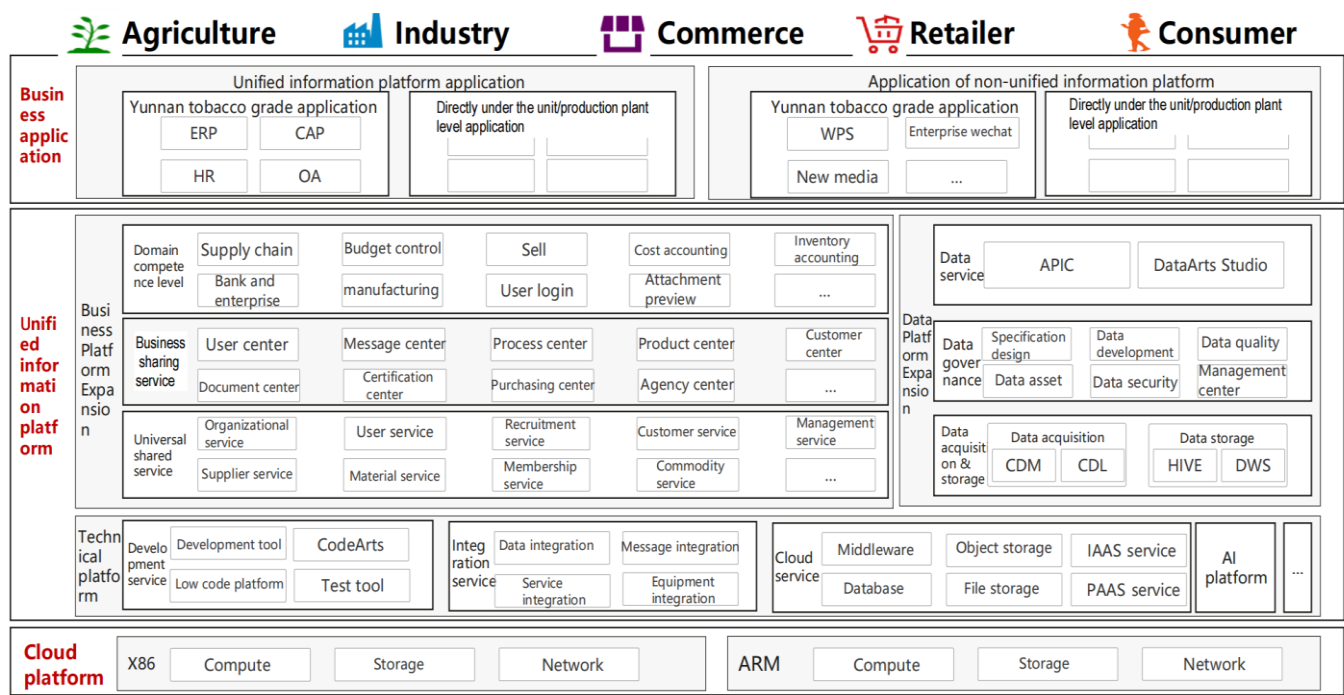 Agriculture
Industry
Commerce
Retailer
Consumer
Busin
ess
applic
ation
Unified information platform application
Yunnan tobacco grade application
ERP
CAP
HR
OA
Directly under the unit/production plant
level application
Application of non-unified information platform
Yunnan tobacco grade application
WPS
Enterprise wechat
New media
...
Directly under the unit/production plant
level application
Unifi
ed
infor
mati
on
platf
orm
Busi
ness
Platf
orm
Expa
nsio
n
Domain
compete
nce level
Supply chain
Budget control
Sell
Cost accounting
Inventory
accounting
Bank and
enterprise
manufacturing
User login
Attachment
preview
...
Business
sharing
service
User center
Message center
Process center
Product center
Customer
center
Document center
Certification
center
Purchasing center
Agency center
...
Universal
shared
service
Organizational
service
User service
Recruitment
service
Customer service
Management
service
Supplier service
Material service
Membership
service
Commodity
service
...
Data
Platf
orm
Expa
nsio
n
Data
service
APIC
DataArts Studio
Data
gover
nance
Specification
design
Data
development
Data quality
Data asset
Data security
Management
center
Data
acquisiti
on &
storage
Data acquisition
CDM
CDL
Data storage
HIVE
DWS
Techn
ical
platfo
rm
Develo
pment
service
Development tool
CodeArts
Low code platform
Test tool
Integ
ration
service
Data integration
Message integration
Service
integration
Equipment
integration
Cloud
service
Middleware
Object storage
IAAS service
Database
File storage
PAAS service
AI
platform
...
Cloud
platform
X86
Compute
Storage
Network
ARM
Compute
Storage
Network